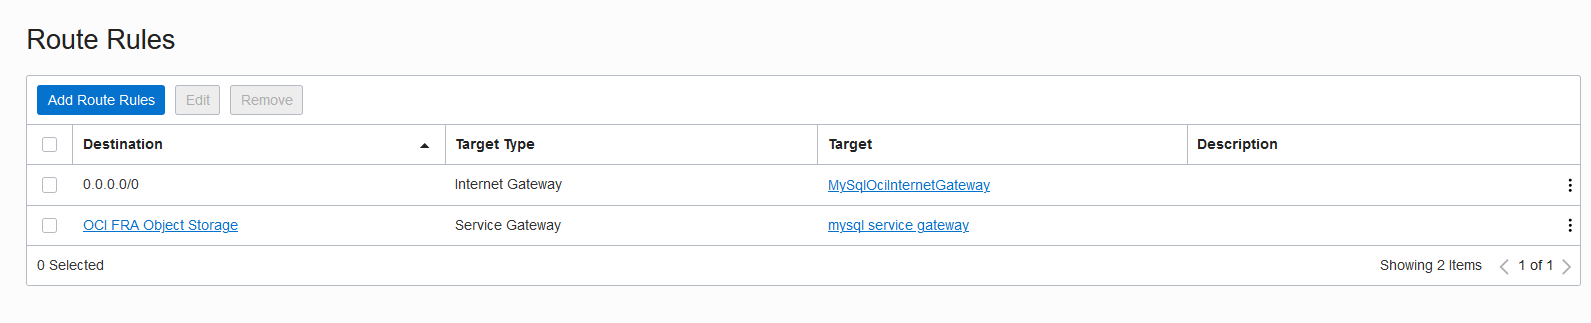 Route Rules
Add Route Rules Edit Remove
Destination Target Type Target Description
0.0.0.0/0 Internet Gateway MySqlOciInternetGateway
OCI FRA Object Storage Service Gateway mysql service gateway
0 Selected Showing 2 Items 1 of 1